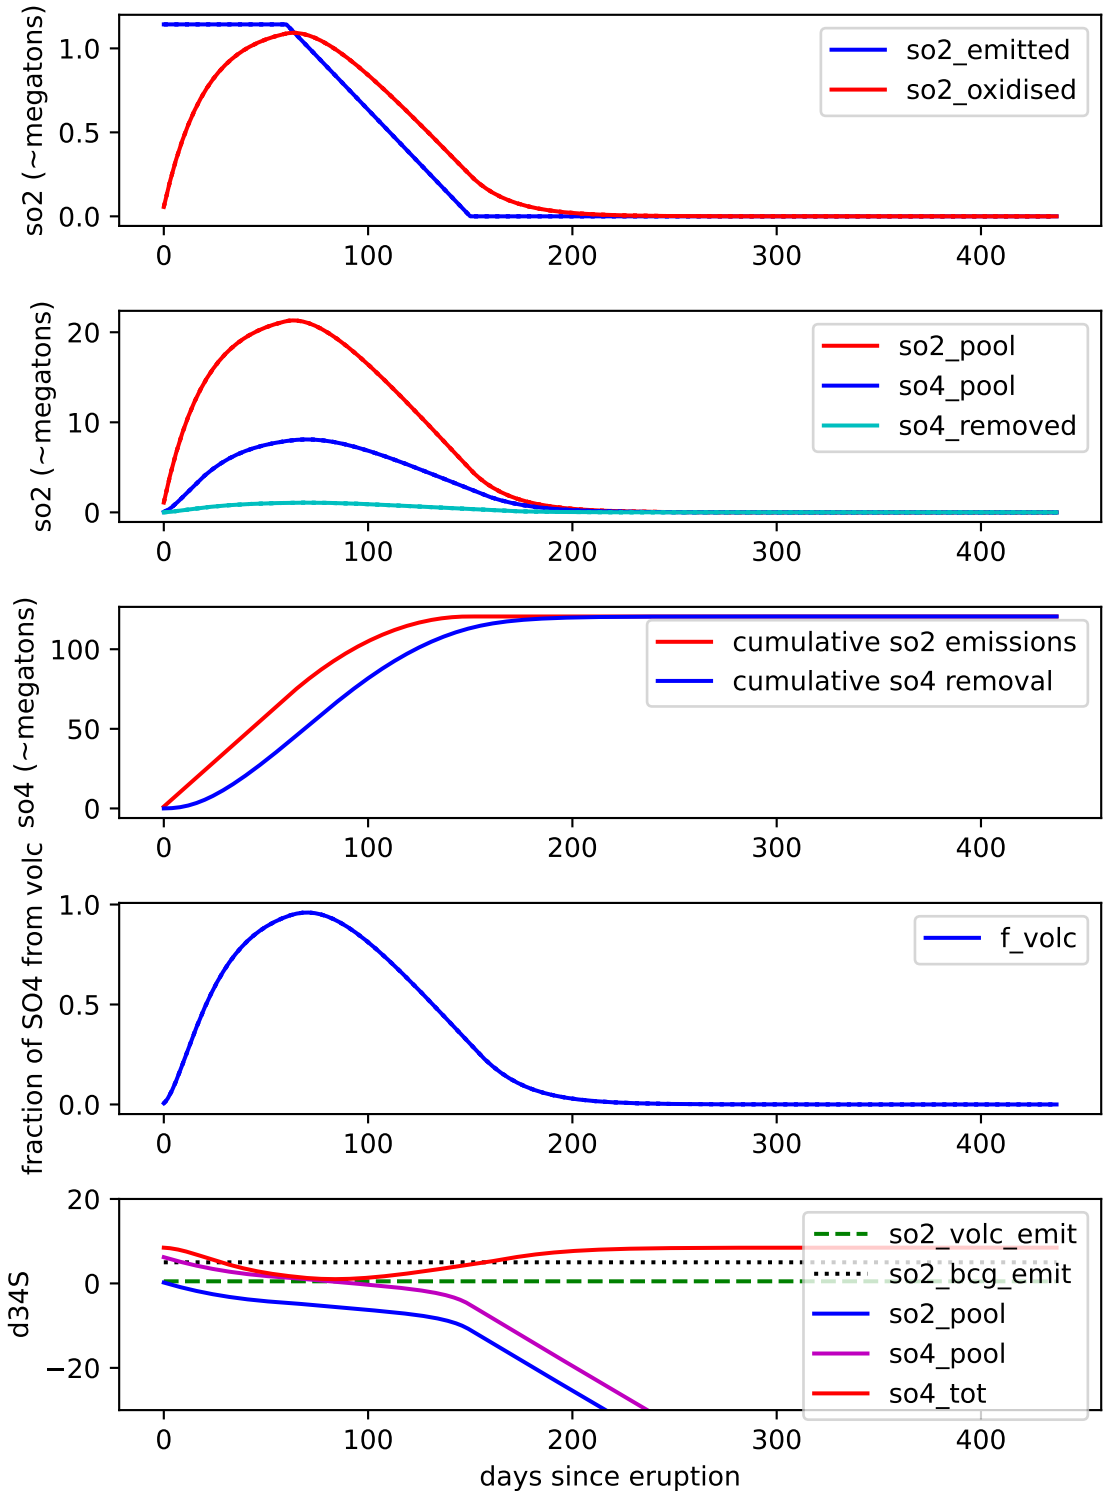 so2 (~megatons)
1.0
0.5
0.0
so2_emitted
so2_oxidised
0 100 200 300 400
so2 (~megatons)
20
10
0
so2_pool
so4_pool
so4_removed
0 100 200 300 400
so4 (~megatons)
100
50
0
cumulative so2 emissions
cumulative so4 removal
0 100 200 300 400
fraction of SO4 from volc
1.0
0.5
0.0
f_volc
0 100 200 300 400
d34S
20
0
−20
so2_volc_emit
so2_bcg_emit
so2_pool
so4_pool
so4_tot
0 100 200 300 400
days since eruption